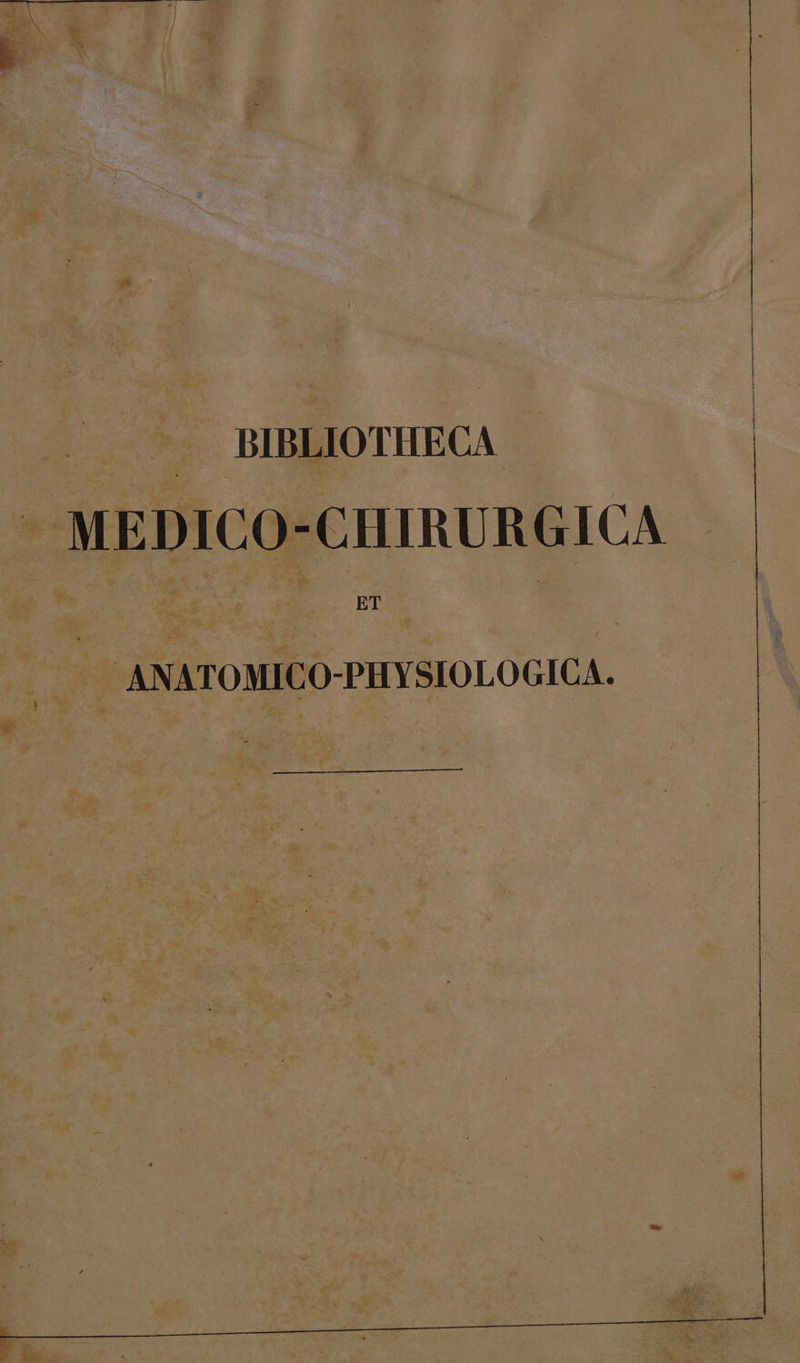 BIBLIOTHECA
MEDICO-CHIRURGICA
ET
ANATOMICO-PHYSIOLOGICA.